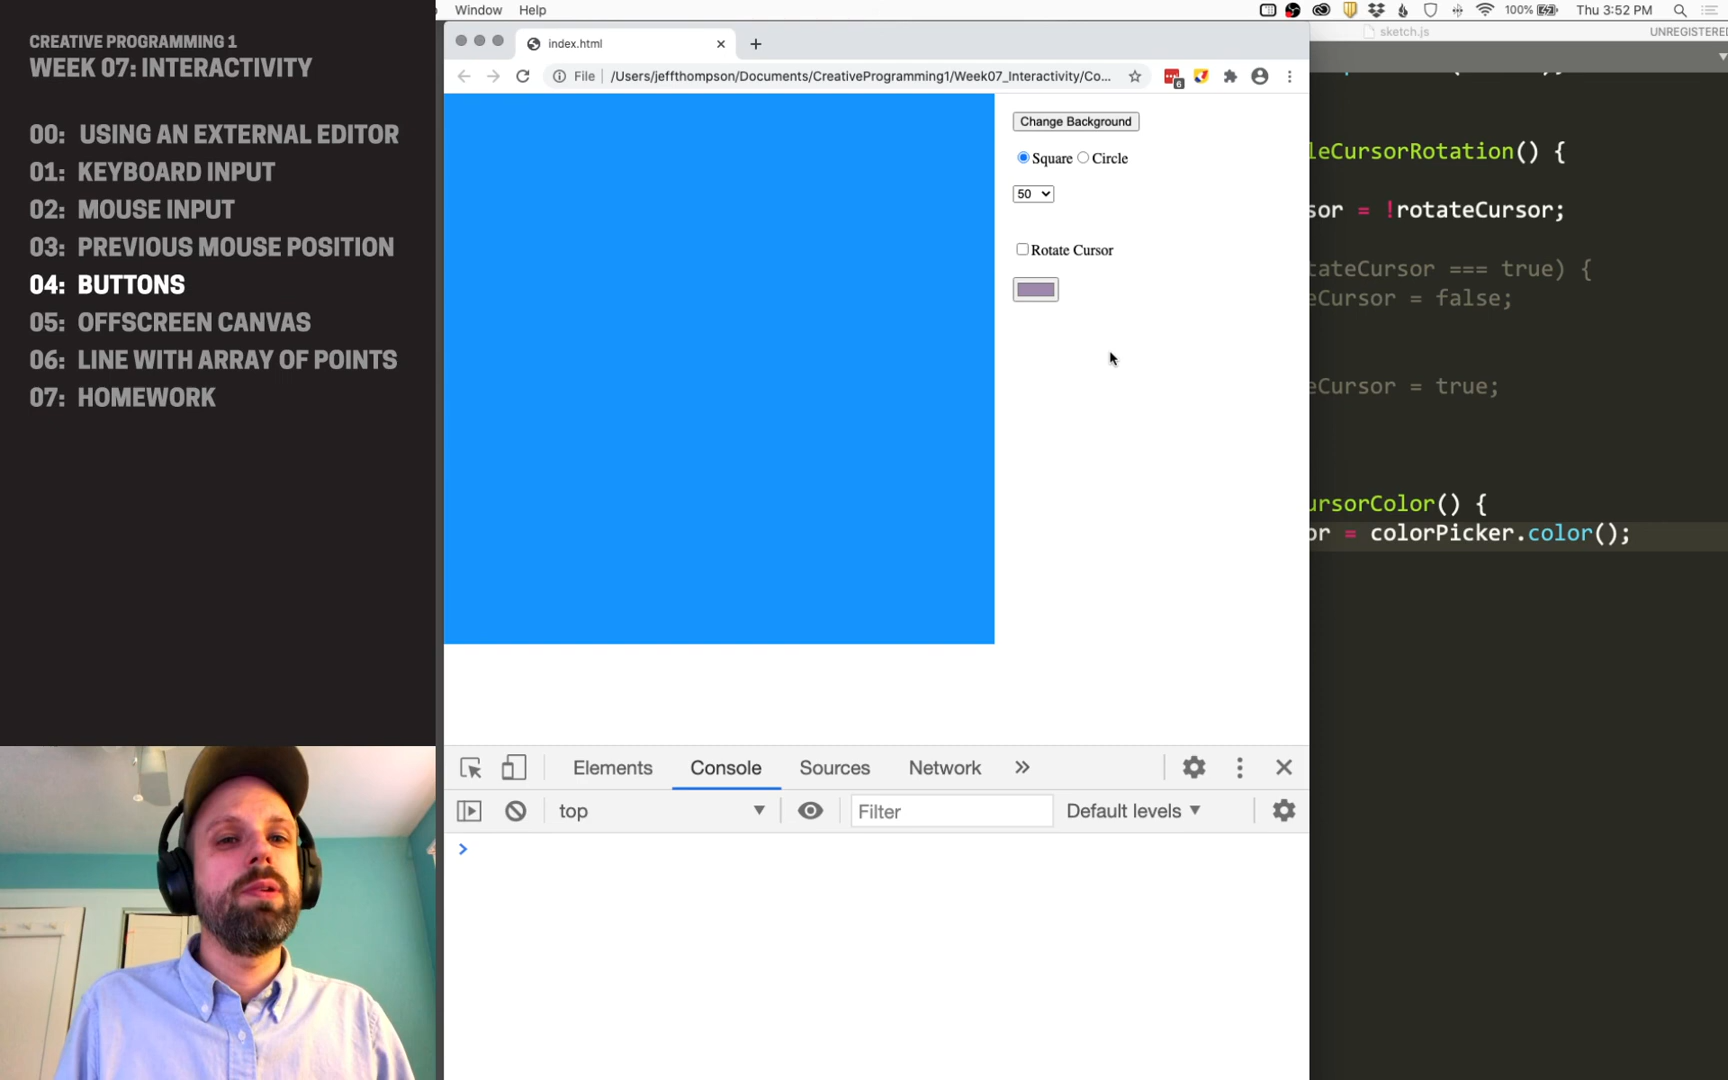 CREATIVE PROGRAMMING 1
WEEK 07: INTERACTIVITY
00: USING AN EXTERNAL EDITOR
01: KEYBOARD INPUT
02: MOUSE INPUT
03: PREVIOUS MOUSE POSITION
04: BUTTONS
05: OFFSCREEN CANVAS
06: LINE WITH ARRAY OF POINTS
07: HOMEWORK
Window Help
100% Thu 3:52 PM
index.html
File /Users/jeffthompson/Documents/CreativeProgramming1/Week07_Interactivity/Co...
6
Change Background
Square Circle
50
Rotate Cursor
Elements Console Sources Network
top Filter Default levels
sketch.js UNREGISTERED
leCursorRotation() {
sor = !rotateCursor;
tateCursor === true) {
eCursor = false;
eCursor = true;
ursorColor() {
or = colorPicker.color();